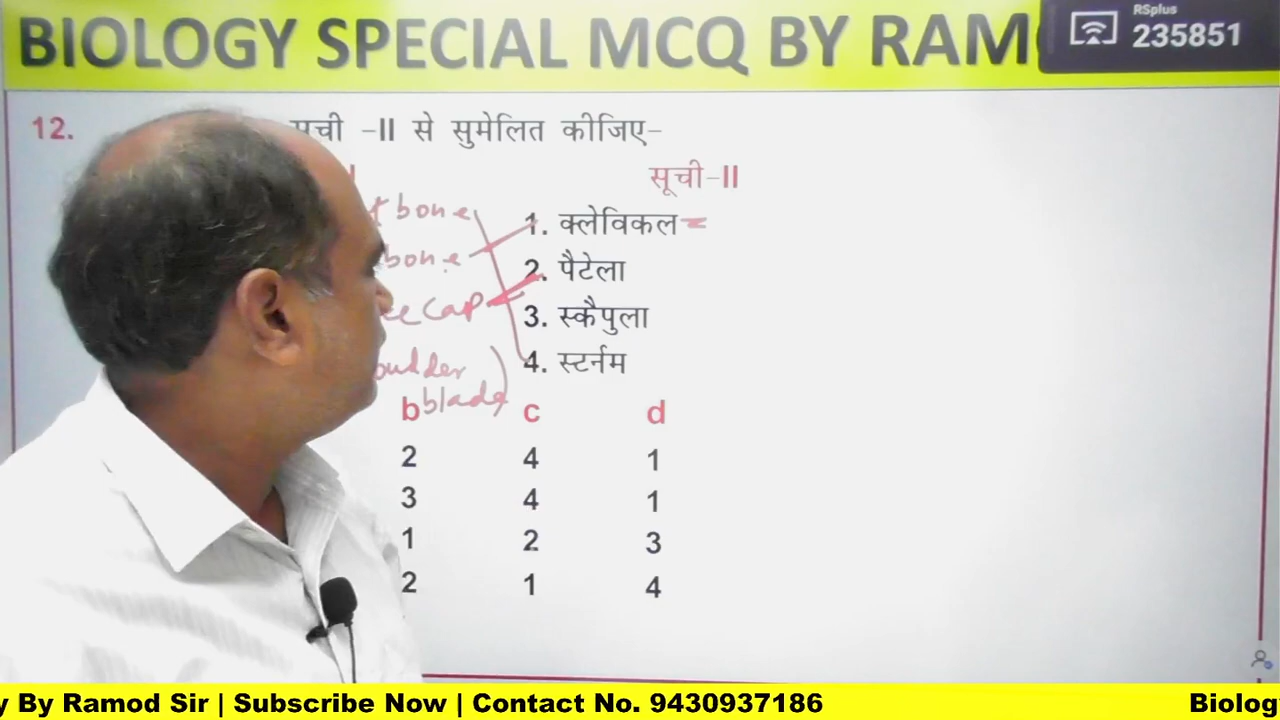 BIOLOGY SPECIAL MCQ BY RAM
RSplus
235851
12. सूची -II से सुमेलित कीजिए-
सूची-II
bone 1. क्लेविकल
bone 2. पैटेला
cap 3. स्कैपुला
blade 4. स्टर्नम
b c d
2 4 1
3 4 1
1 2 3
2 1 4
y By Ramod Sir | Subscribe Now | Contact No. 9430937186 Biolog